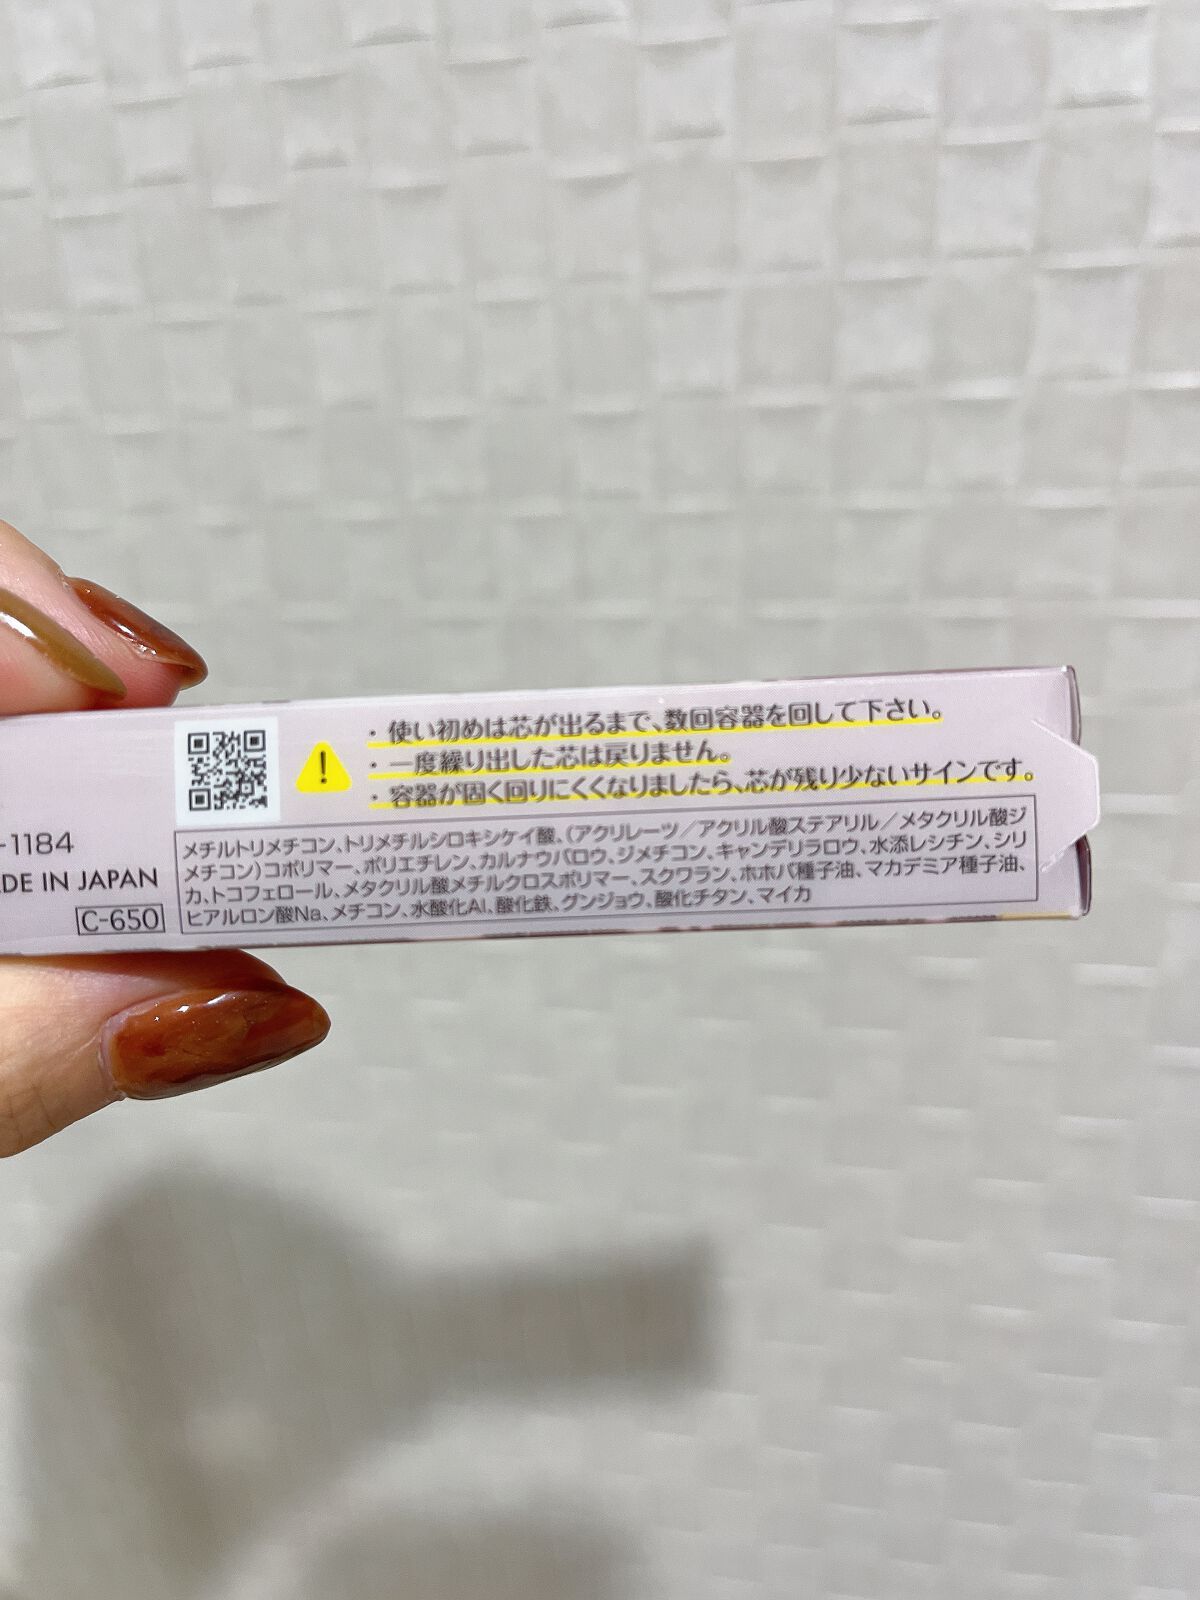 ・使い初めは芯が出るまで、数回容器を回して下さい。
・一度繰り出した芯は戻りません。
・容器が固く回りにくくなりましたら、芯が残り少ないサインです。
メチルトリメチコン、トリメチルシロキシケイ酸、（アクリレーツ／アクリル酸ステアリル／メタクリル酸ジ
メチコン）コポリマー、ポリエチレン、カルナウバロウ、ジメチコン、キャンデリラロウ、水添レシチン、シリ
カ、トコフェロール、メタクリル酸メチルクロスポリマー、スクワラン、ホホバ種子油、マカデミア種子油、
ヒアルロン酸Na、メチコン、水酸化Al、酸化鉄、グンジョウ、酸化チタン、マイカ
-1184
DE IN JAPAN
C-650